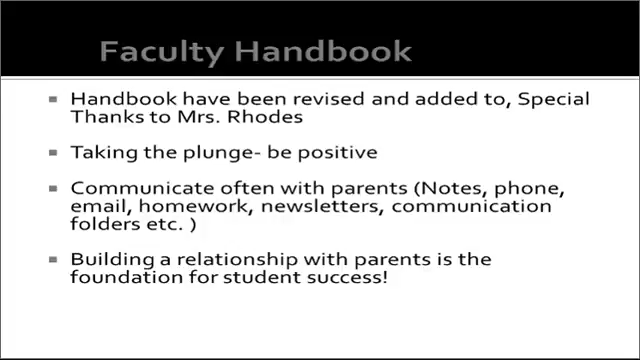 Faculty Handbook
Handbook have been revised and added to, Special
Thanks to Mrs. Rhodes
Taking the plunge- be positive
Communicate often with parents (Notes, phone,
email, homework, newsletters, communication
folders etc. )
Building a relationship with parents is the
foundation for student success!